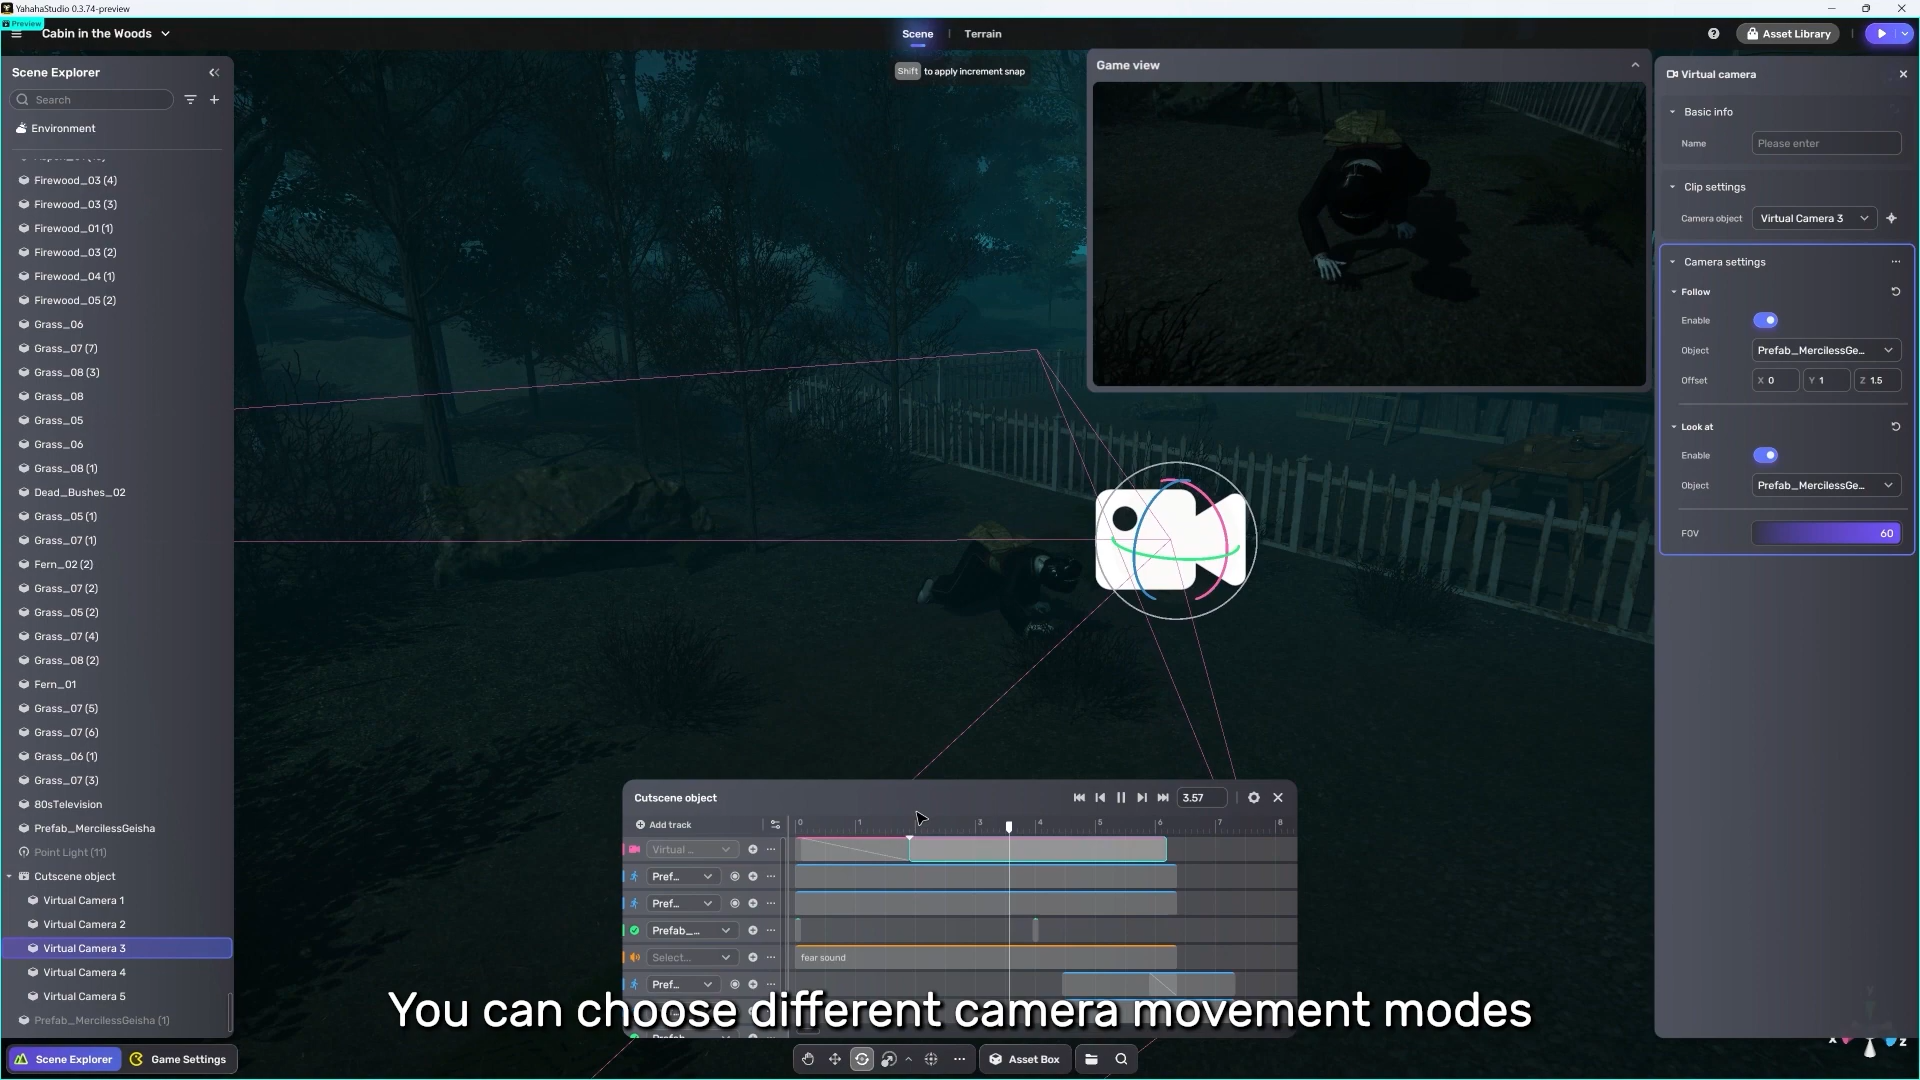 YahahaStudio 0.3.74-preview
Preview
Cabin in the Woods
Scene
Terrain
Asset Library
Shift to apply increment snap
Scene Explorer
Search
Environment
Firewood_03 (4)
Firewood_03 (3)
Firewood_01 (1)
Firewood_03 (2)
Firewood_04 (1)
Firewood_05 (2)
Grass_06
Grass_07 (7)
Grass_08 (3)
Grass_08
Grass_05
Grass_06
Grass_08 (1)
Dead_Bushes_02
Grass_05 (1)
Grass_07 (1)
Fern_02 (2)
Grass_07 (2)
Grass_05 (2)
Grass_07 (4)
Grass_08 (2)
Fern_01
Grass_07 (5)
Grass_07 (6)
Grass_06 (1)
Grass_07 (3)
80sTelevision
Prefab_MercilessGeisha
Point Light (11)
Cutscene object
Virtual Camera 1
Virtual Camera 2
Virtual Camera 3
Virtual Camera 4
Virtual Camera 5
Prefab_MercilessGeisha (1)
Scene Explorer
Game Settings
Game view
Virtual camera
Basic info
Name Please enter
Clip settings
Camera object Virtual Camera 3
Camera settings
Follow
Enable
Object Prefab_MercilessGe...
Offset X 0 Y 1 Z 1.5
Look at
Enable
Object Prefab_MercilessGe...
FOV 60
Cutscene object
3.57
Add track
0 1 3 4 5 6 7 8
Virtual ...
Pref...
Pref...
Prefab_...
Select...
fear sound
Pref...
You can choose different camera movement modes
Asset Box
X Z